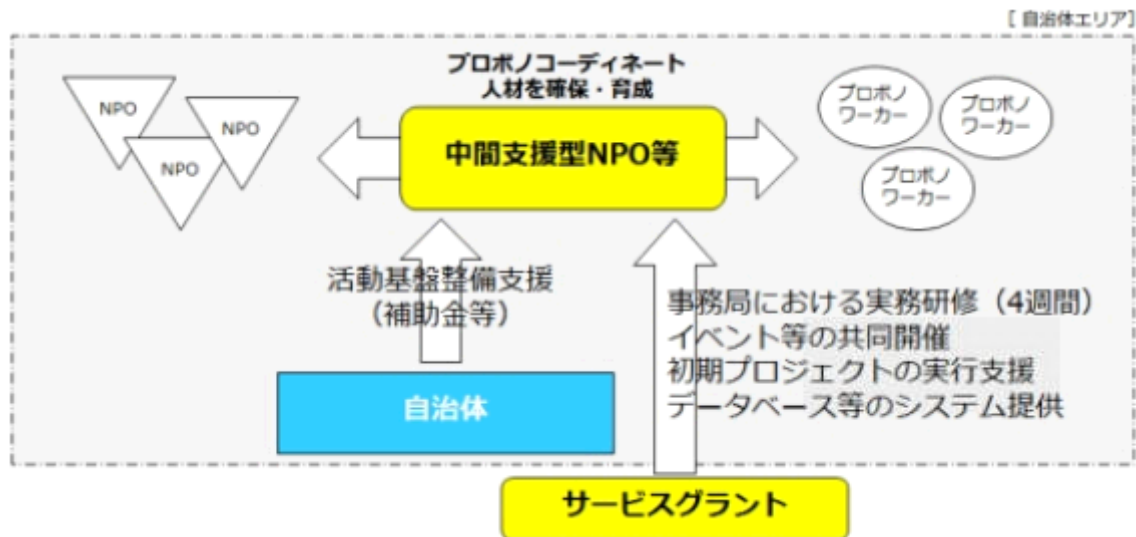 [ 自治体エリア]
プロボノコーディネート
人材を確保・育成
NPO
NPO
NPO
中間支援型NPO等
プロボノ
ワーカー
プロボノ
ワーカー
プロボノ
ワーカー
活動基盤整備支援
（補助金等）
事務局における実務研修（4週間）
イベント等の共同開催
初期プロジェクトの実行支援
データベース等のシステム提供
自治体
サービスグラント